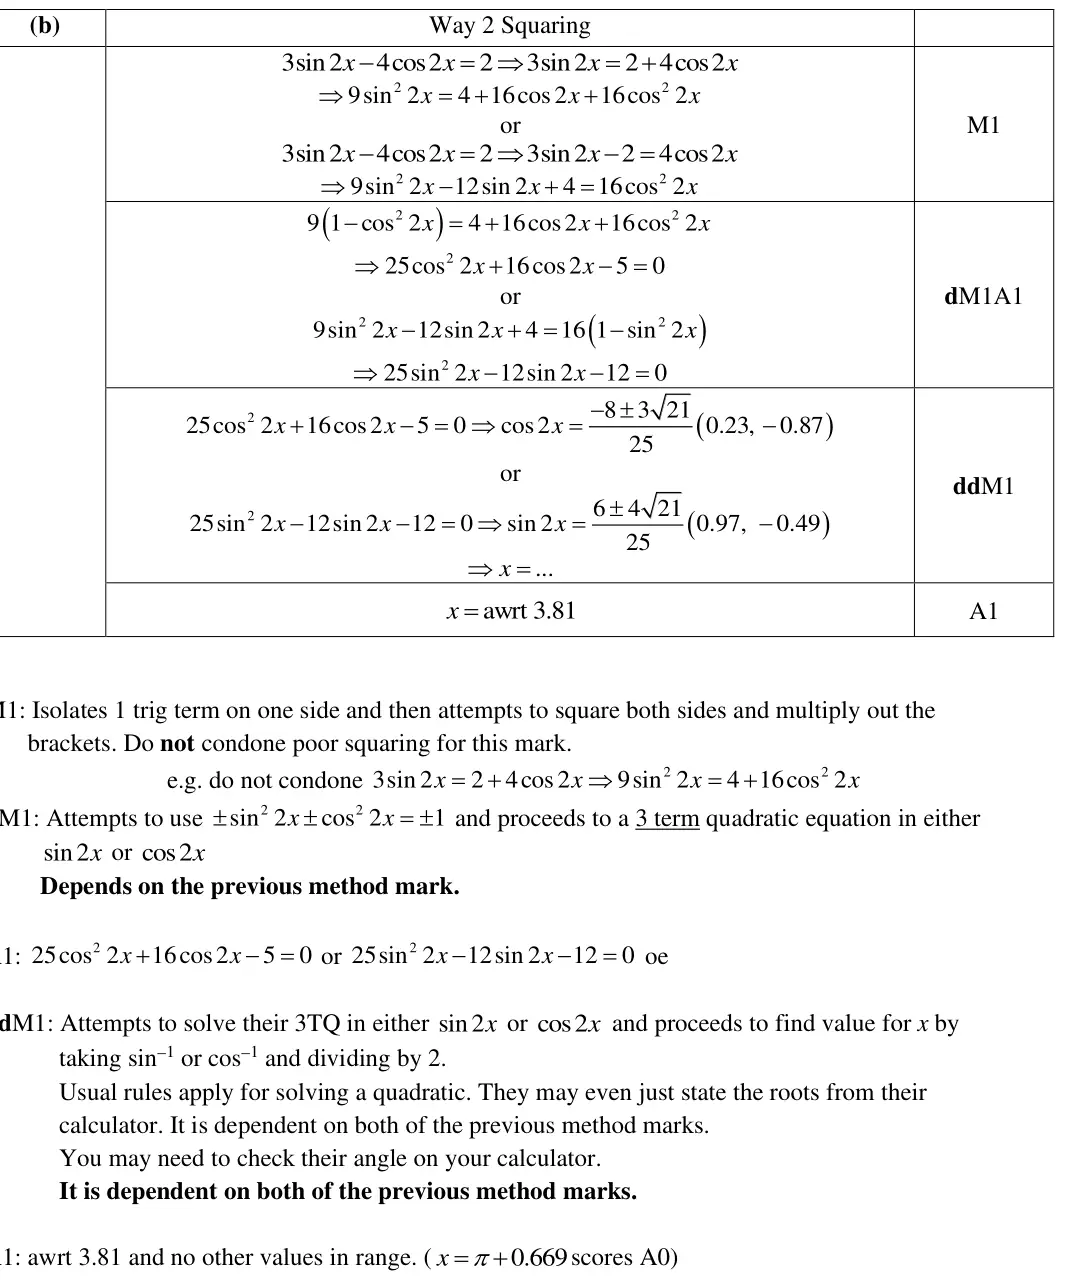 (b) Way 2 Squaring
3sin 2x − 4cos 2x = 2 ⇒ 3sin 2x = 2 + 4cos 2x
⇒ 9sin² 2x = 4 + 16cos 2x + 16cos² 2x
or
3sin 2x − 4cos 2x = 2 ⇒ 3sin 2x − 2 = 4cos 2x
⇒ 9sin² 2x − 12sin 2x + 4 = 16cos² 2x
M1
9(1 − cos² 2x) = 4 + 16cos 2x + 16cos² 2x
⇒ 25cos² 2x + 16cos 2x − 5 = 0
or
9sin² 2x − 12sin 2x + 4 = 16(1 − sin² 2x)
⇒ 25sin² 2x − 12sin 2x − 12 = 0
dM1A1
25cos² 2x + 16cos 2x − 5 = 0 ⇒ cos 2x = (−8 ± 3√21)/25 (0.23, −0.87)
or
25sin² 2x − 12sin 2x − 12 = 0 ⇒ sin 2x = (6 ± 4√21)/25 (0.97, −0.49)
⇒ x = ...
ddM1
x = awrt 3.81 A1
1: Isolates 1 trig term on one side and then attempts to square both sides and multiply out the
brackets. Do not condone poor squaring for this mark.
e.g. do not condone 3sin 2x = 2 + 4cos 2x ⇒ 9sin² 2x = 4 + 16cos² 2x
M1: Attempts to use ±sin² 2x ± cos² 2x = ±1 and proceeds to a 3 term quadratic equation in either
sin 2x or cos 2x
Depends on the previous method mark.
1: 25cos² 2x + 16cos 2x − 5 = 0 or 25sin² 2x − 12sin 2x − 12 = 0 oe
dM1: Attempts to solve their 3TQ in either sin 2x or cos 2x and proceeds to find value for x by
taking sin⁻¹ or cos⁻¹ and dividing by 2.
Usual rules apply for solving a quadratic. They may even just state the roots from their
calculator. It is dependent on both of the previous method marks.
You may need to check their angle on your calculator.
It is dependent on both of the previous method marks.
1: awrt 3.81 and no other values in range. ( x = π + 0.669 scores A0)